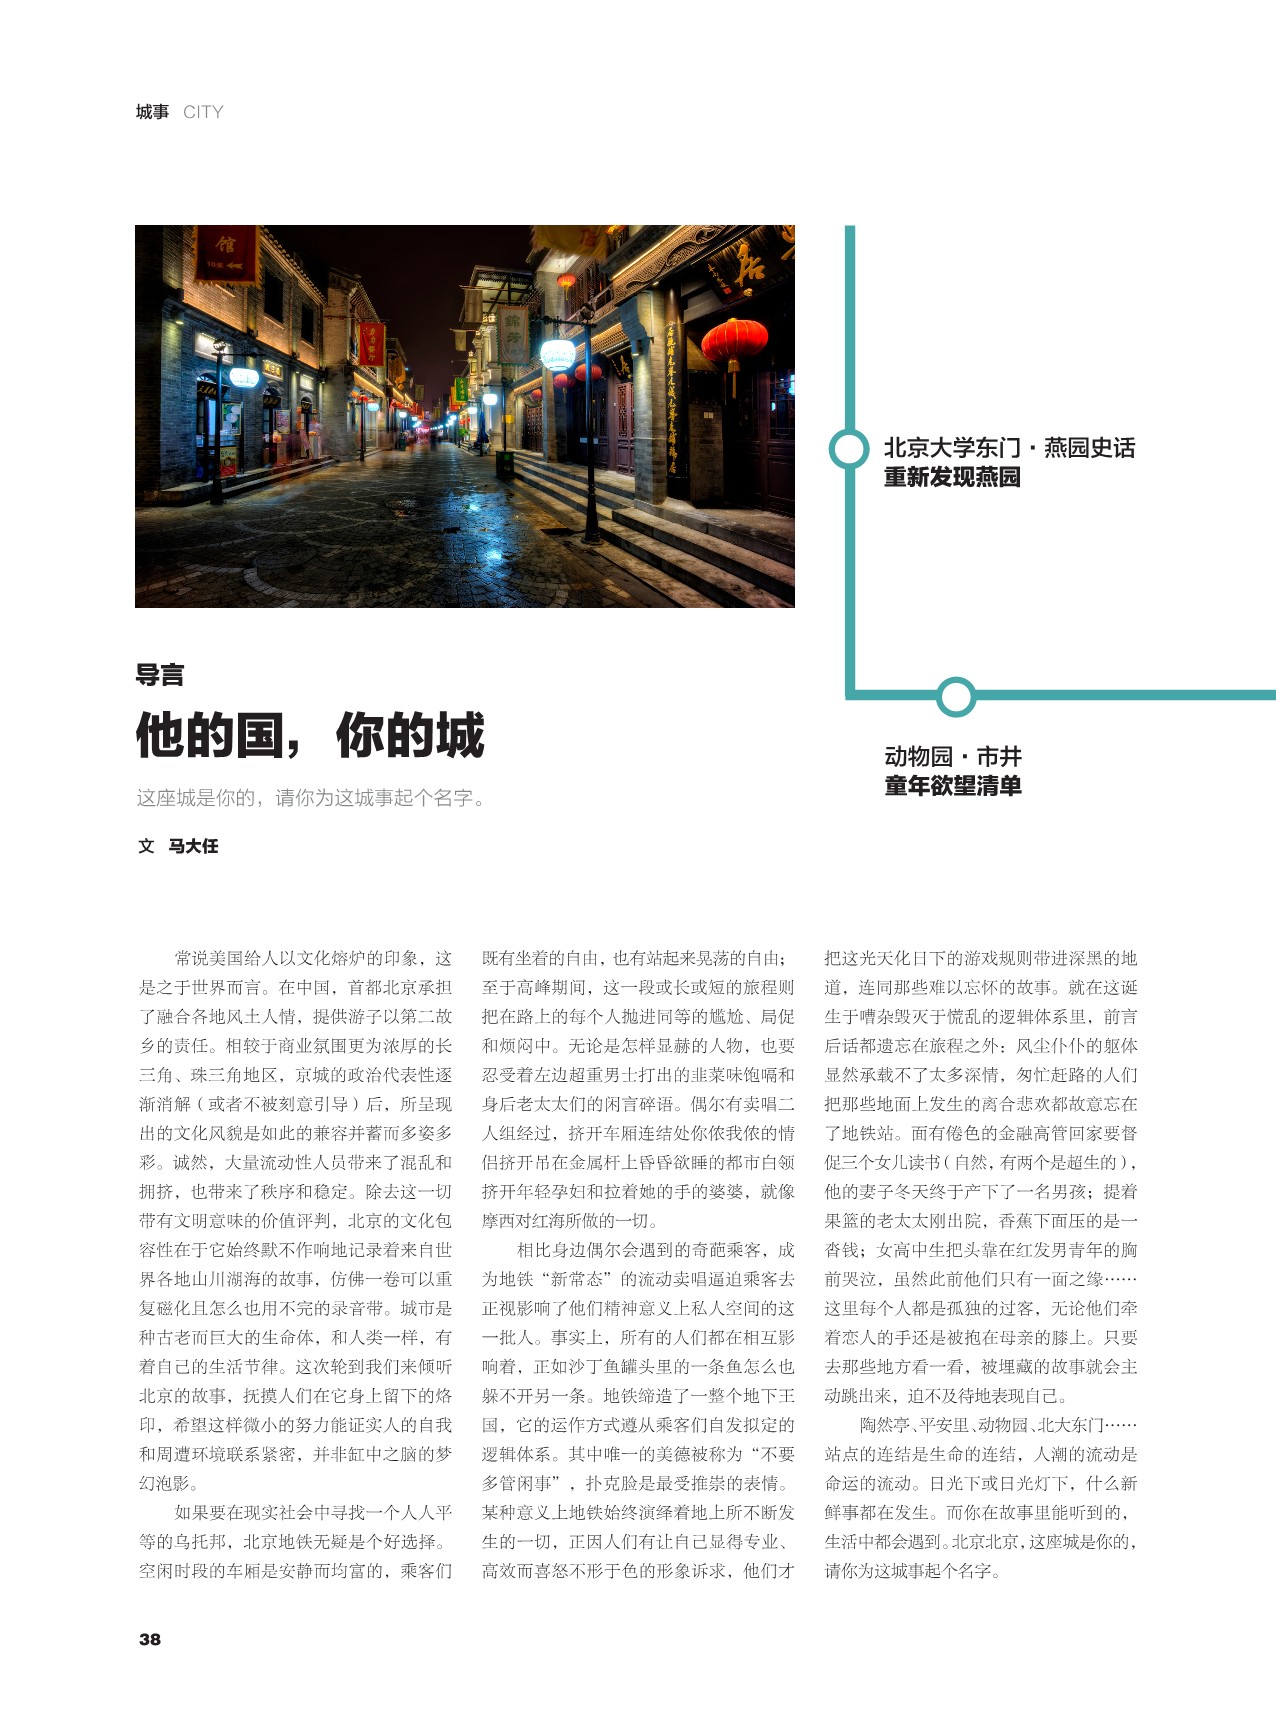 城事 CITY
馆
北京大学东门·燕园史话
重新发现燕园
动物园·市井
童年欲望清单
导言
他的国，你的城
这座城是你的，请你为这城事起个名字。
文 马大任
常说美国给人以文化熔炉的印象，这
是之于世界而言。在中国，首都北京承担
了融合各地风土人情，提供游子以第二故
乡的责任。相较于商业氛围更为浓厚的长
三角、珠三角地区，京城的政治代表性逐
渐消解（或者不被刻意引导）后，所呈现
出的文化风貌是如此的兼容并蓄而多姿多
彩。诚然，大量流动性人员带来了混乱和
拥挤，也带来了秩序和稳定。除去这一切
带有文明意味的价值评判，北京的文化包
容性在于它始终默不作响地记录着来自世
界各地山川湖海的故事，仿佛一卷可以重
复磁化且怎么也用不完的录音带。城市是
种古老而巨大的生命体，和人类一样，有
着自己的生活节律。这次轮到我们来倾听
北京的故事，抚摸人们在它身上留下的烙
印，希望这样微小的努力能证实人的自我
和周遭环境联系紧密，并非缸中之脑的梦
幻泡影。
如果要在现实社会中寻找一个人人平
等的乌托邦，北京地铁无疑是个好选择。
空闲时段的车厢是安静而均富的，乘客们
既有坐着的自由，也有站起来晃荡的自由；
至于高峰期间，这一段或长或短的旅程则
把在路上的每个人抛进同等的尴尬、局促
和烦闷中。无论是怎样显赫的人物，也要
忍受着左边超重男士打出的韭菜味饱嗝和
身后老太太们的闲言碎语。偶尔有卖唱二
人组经过，挤开车厢连结处你侬我侬的情
侣挤开吊在金属杆上昏昏欲睡的都市白领
挤开年轻孕妇和拉着她的手的婆婆，就像
摩西对红海所做的一切。
相比身边偶尔会遇到的奇葩乘客，成
为地铁“新常态”的流动卖唱逼迫乘客去
正视影响了他们精神意义上私人空间的这
一批人。事实上，所有的人们都在相互影
响着，正如沙丁鱼罐头里的一条鱼怎么也
躲不开另一条。地铁缔造了一整个地下王
国，它的运作方式遵从乘客们自发拟定的
逻辑体系。其中唯一的美德被称为“不要
多管闲事”，扑克脸是最受推崇的表情。
某种意义上地铁始终演绎着地上所不断发
生的一切，正因人们有让自己显得专业、
高效而喜怒不形于色的形象诉求，他们才
把这光天化日下的游戏规则带进深黑的地
道，连同那些难以忘怀的故事。就在这诞
生于嘈杂毁灭于慌乱的逻辑体系里，前言
后话都遗忘在旅程之外：风尘仆仆的躯体
显然承载不了太多深情，匆忙赶路的人们
把那些地面上发生的离合悲欢都故意忘在
了地铁站。面有倦色的金融高管回家要督
促三个女儿读书（自然，有两个是超生的），
他的妻子冬天终于产下了一名男孩；提着
果篮的老太太刚出院，香蕉下面压的是一
沓钱；女高中生把头靠在红发男青年的胸
前哭泣，虽然此前他们只有一面之缘……
这里每个人都是孤独的过客，无论他们牵
着恋人的手还是被抱在母亲的膝上。只要
去那些地方看一看，被埋藏的故事就会主
动跳出来，迫不及待地表现自己。
陶然亭、平安里、动物园、北大东门……
站点的连结是生命的连结，人潮的流动是
命运的流动。日光下或日光灯下，什么新
鲜事都在发生。而你在故事里能听到的，
生活中都会遇到。北京北京，这座城是你的，
请你为这城事起个名字。
38